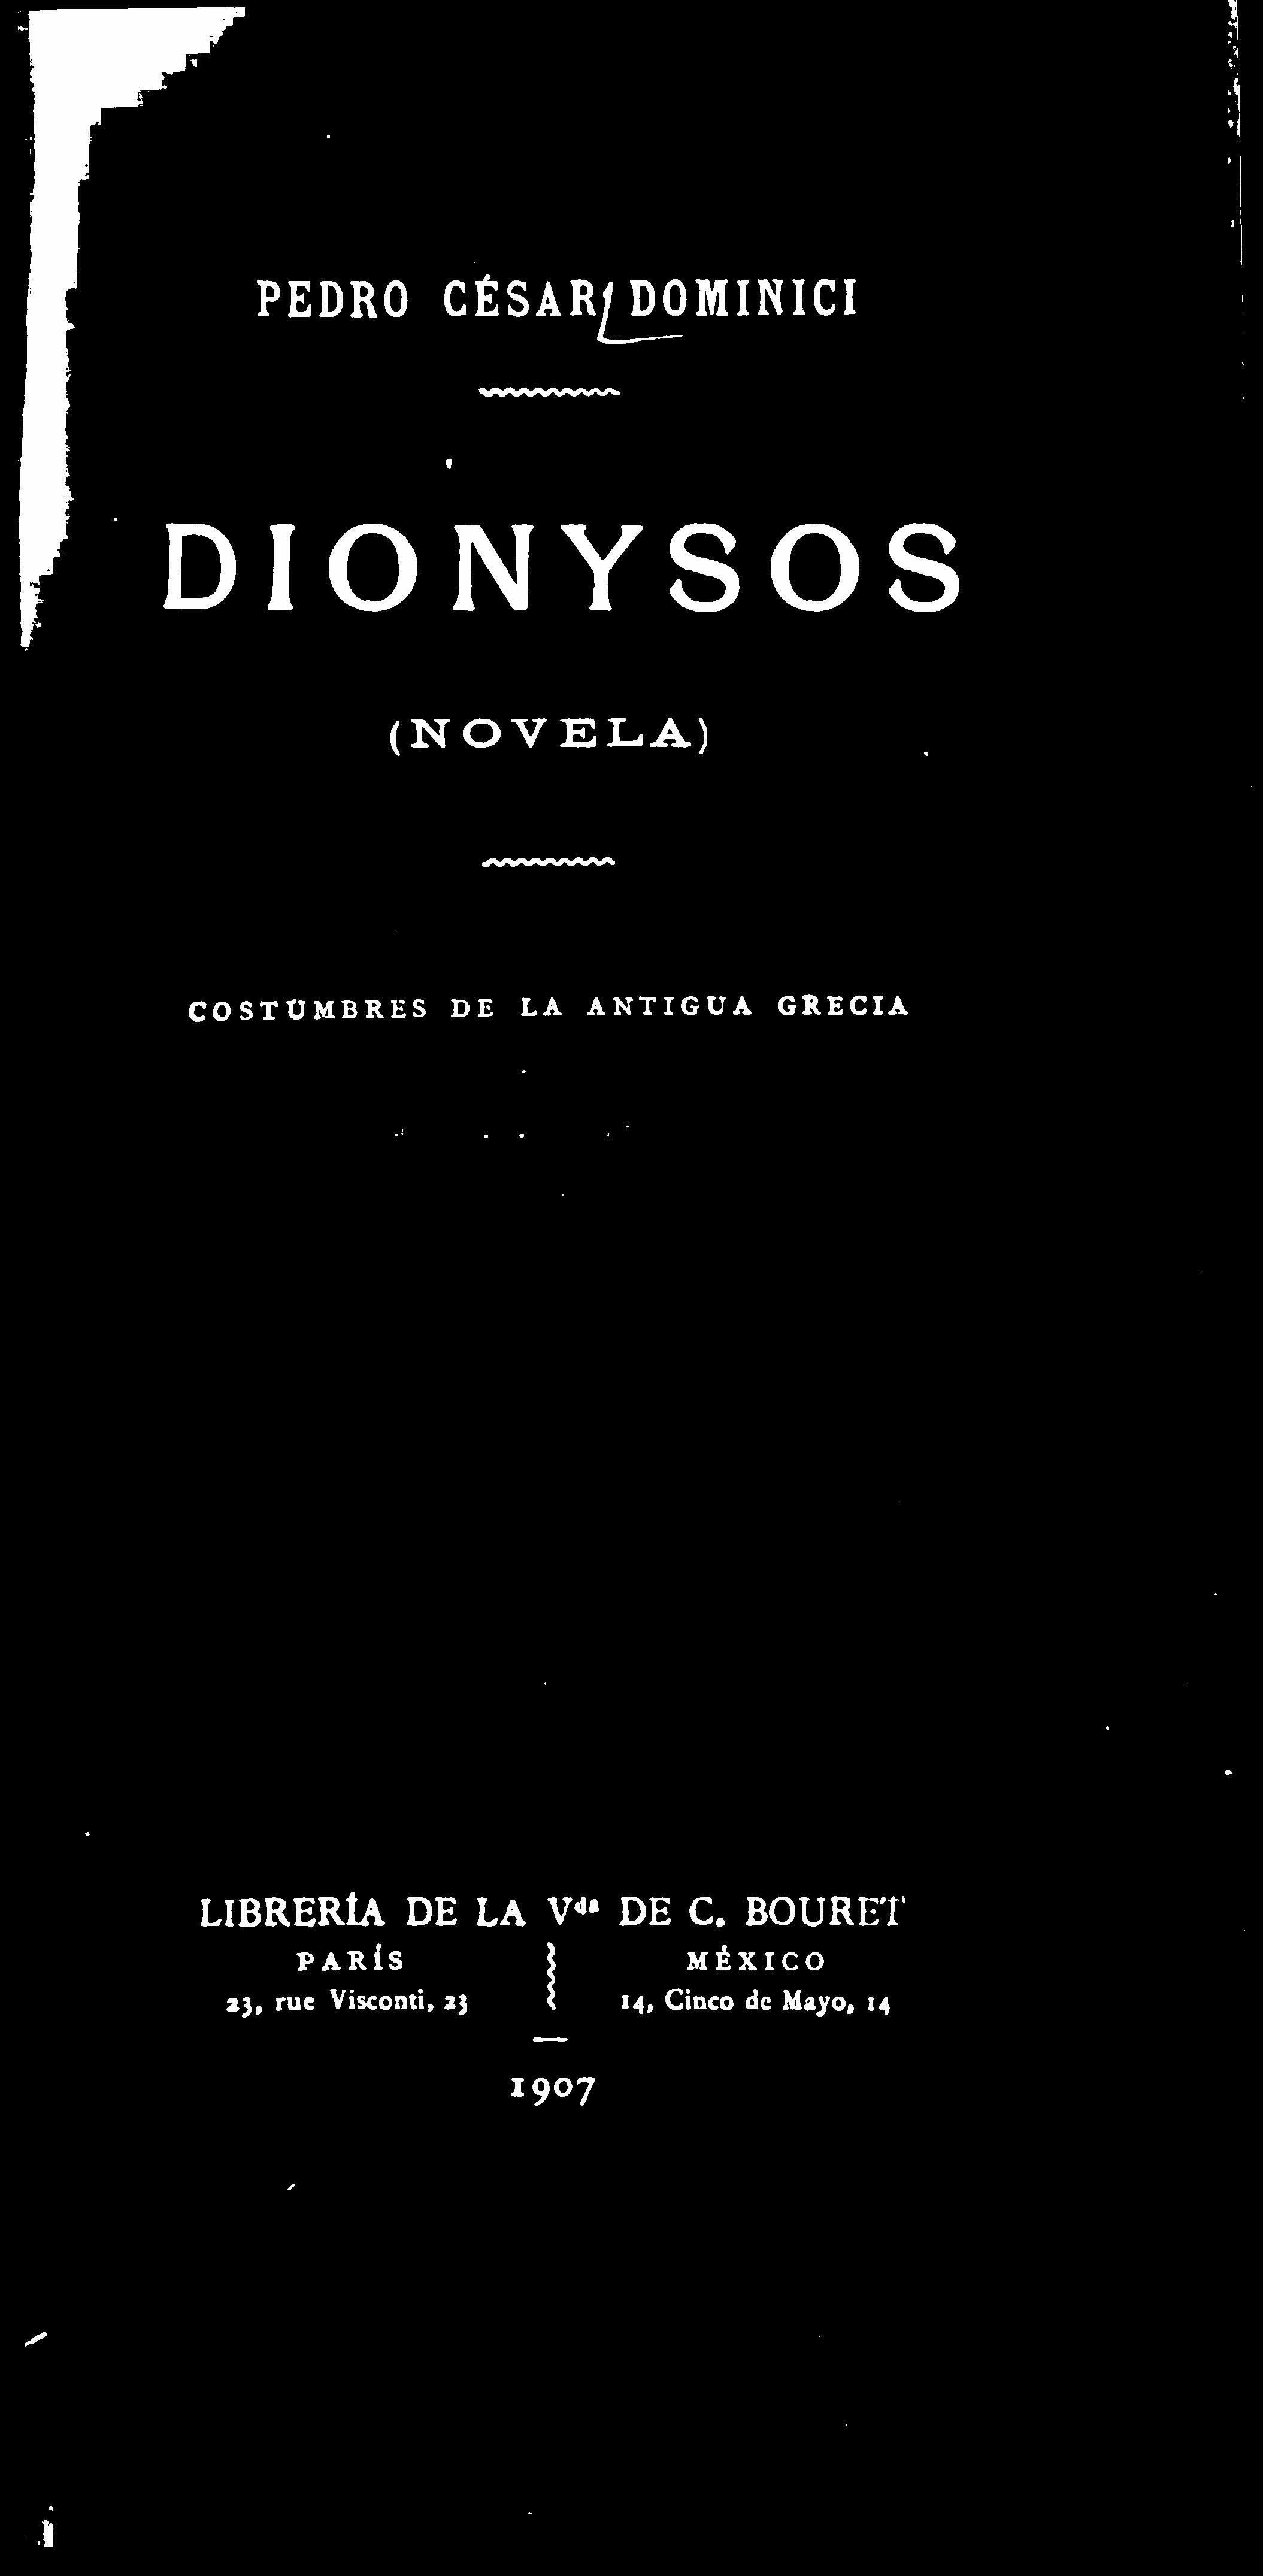 PEDRO CÉSAR DOMINICI
DIONYSOS
(NOVELA)
COSTUMBRES DE LA ANTIGUA GRECIA
LIBRERÍA DE LA Vda DE C. BOURET
PARÍS
23, rue Visconti, 23
MÉXICO
14, Cinco de Mayo, 14
1907